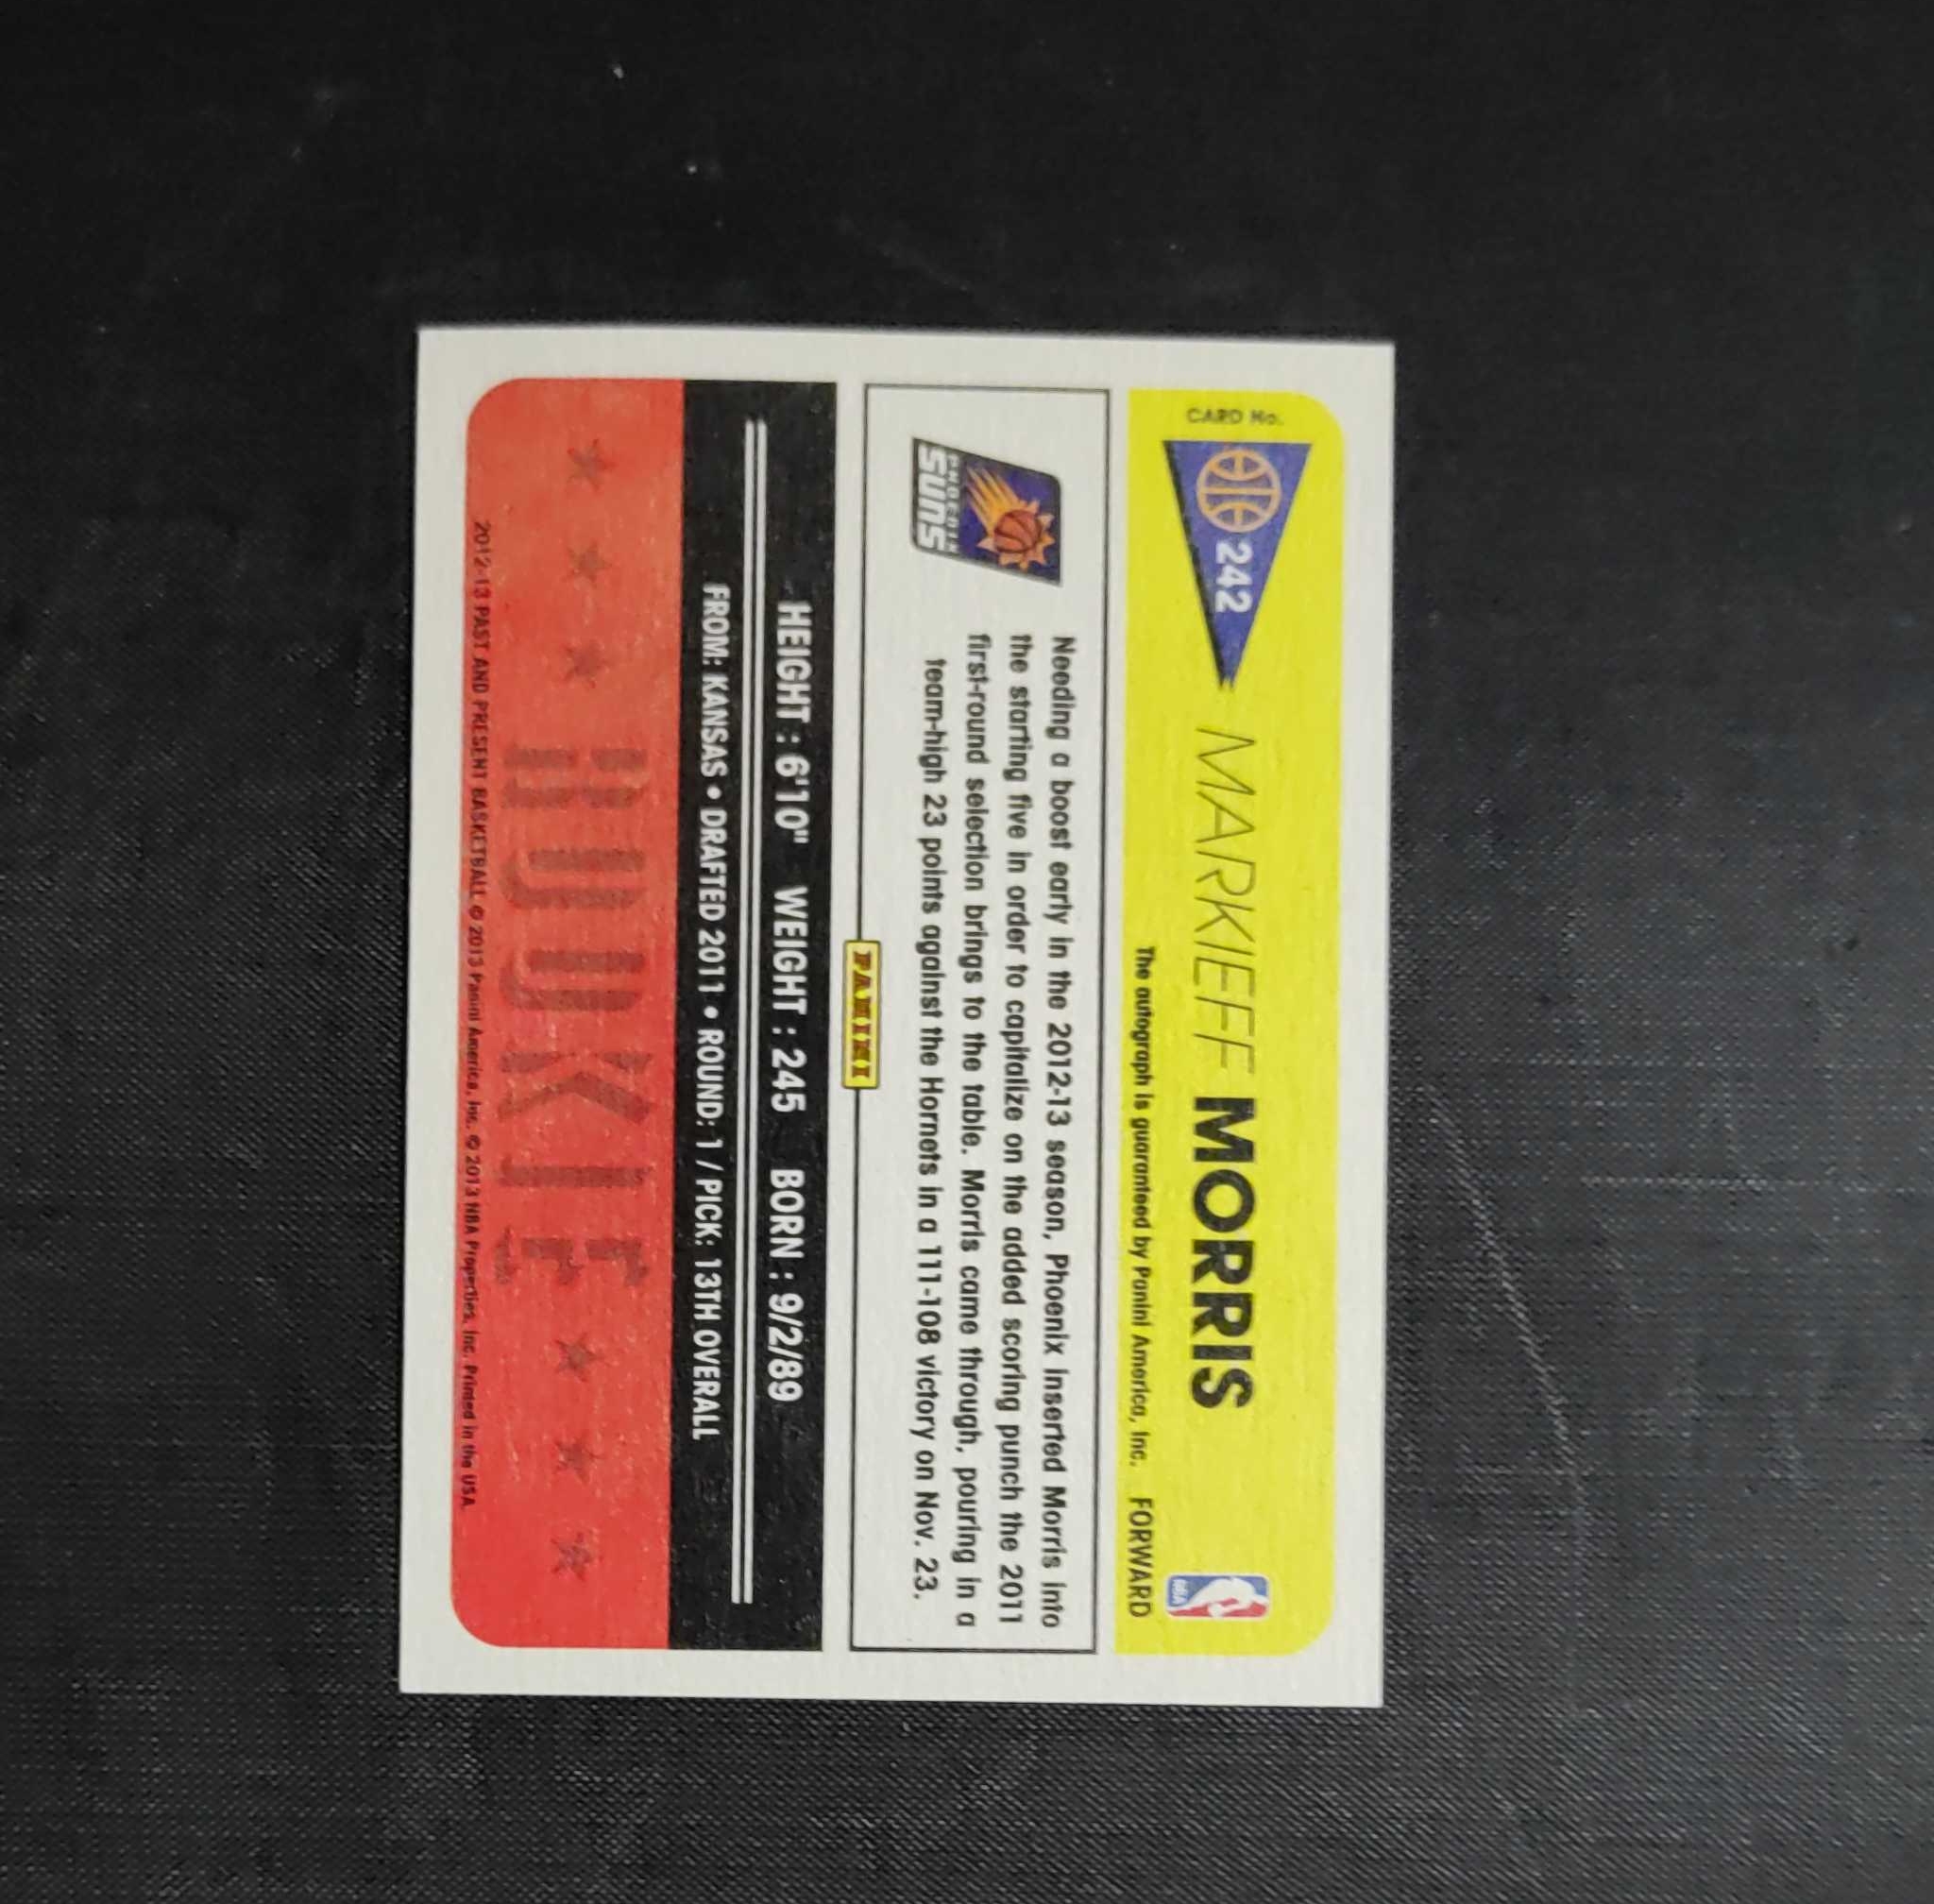 CARD No.
242
MARKIEFF MORRIS
The autograph is guaranteed by Panini America, Inc. FORWARD
NBA
PHOENIX
SUNS
Needing a boost early in the 2012-13 season, Phoenix inserted Morris into
the starting five in order to capitalize on the added scoring punch the 2011
first-round selection brings to the table. Morris came through, pouring in a
team-high 23 points against the Hornets in a 111-108 victory on Nov. 23.
PANINI
HEIGHT : 6'10" WEIGHT : 245 BORN : 9/2/89
FROM: KANSAS • DRAFTED 2011 • ROUND: 1 / PICK: 13TH OVERALL
ROOKIE
2012-13 PAST AND PRESENT BASKETBALL © 2013 Panini America, Inc. © 2013 NBA Properties, Inc. Printed in the USA.